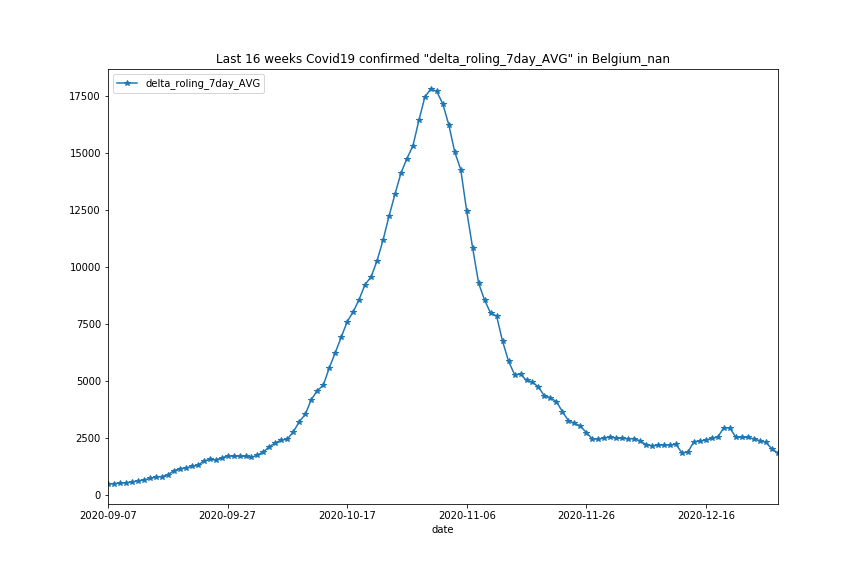 Last 16 weeks Covid19 confirmed "delta_roling_7day_AVG" in Belgium_nan
delta_roling_7day_AVG
17500
15000
12500
10000
7500
5000
2500
0
2020-09-07 2020-09-27 2020-10-17 2020-11-06 2020-11-26 2020-12-16
date